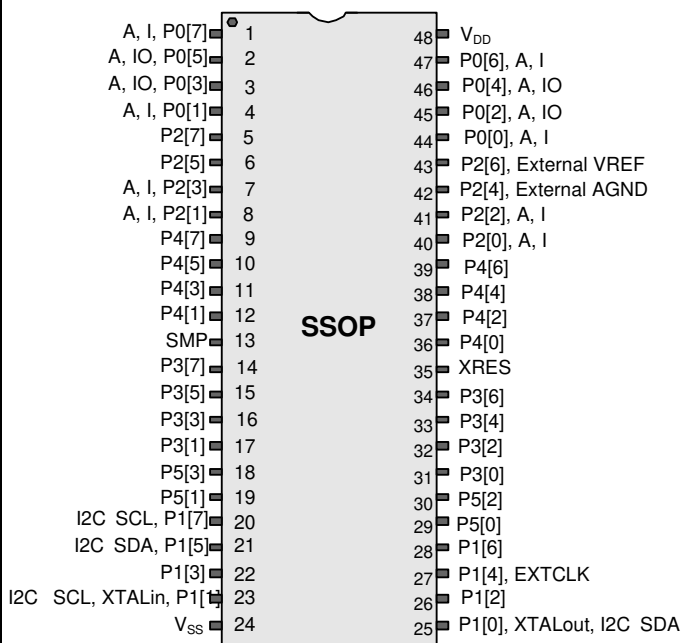 A, I, P0[7] 1
A, IO, P0[5] 2
A, IO, P0[3] 3
A, I, P0[1] 4
P2[7] 5
P2[5] 6
A, I, P2[3] 7
A, I, P2[1] 8
P4[7] 9
P4[5] 10
P4[3] 11
P4[1] 12
SMP 13
P3[7] 14
P3[5] 15
P3[3] 16
P3[1] 17
P5[3] 18
P5[1] 19
I2C SCL, P1[7] 20
I2C SDA, P1[5] 21
P1[3] 22
I2C SCL, XTALin, P1[1] 23
VSS 24
SSOP
48 VDD
47 P0[6], A, I
46 P0[4], A, IO
45 P0[2], A, IO
44 P0[0], A, I
43 P2[6], External VREF
42 P2[4], External AGND
41 P2[2], A, I
40 P2[0], A, I
39 P4[6]
38 P4[4]
37 P4[2]
36 P4[0]
35 XRES
34 P3[6]
33 P3[4]
32 P3[2]
31 P3[0]
30 P5[2]
29 P5[0]
28 P1[6]
27 P1[4], EXTCLK
26 P1[2]
25 P1[0], XTALout, I2C SDA